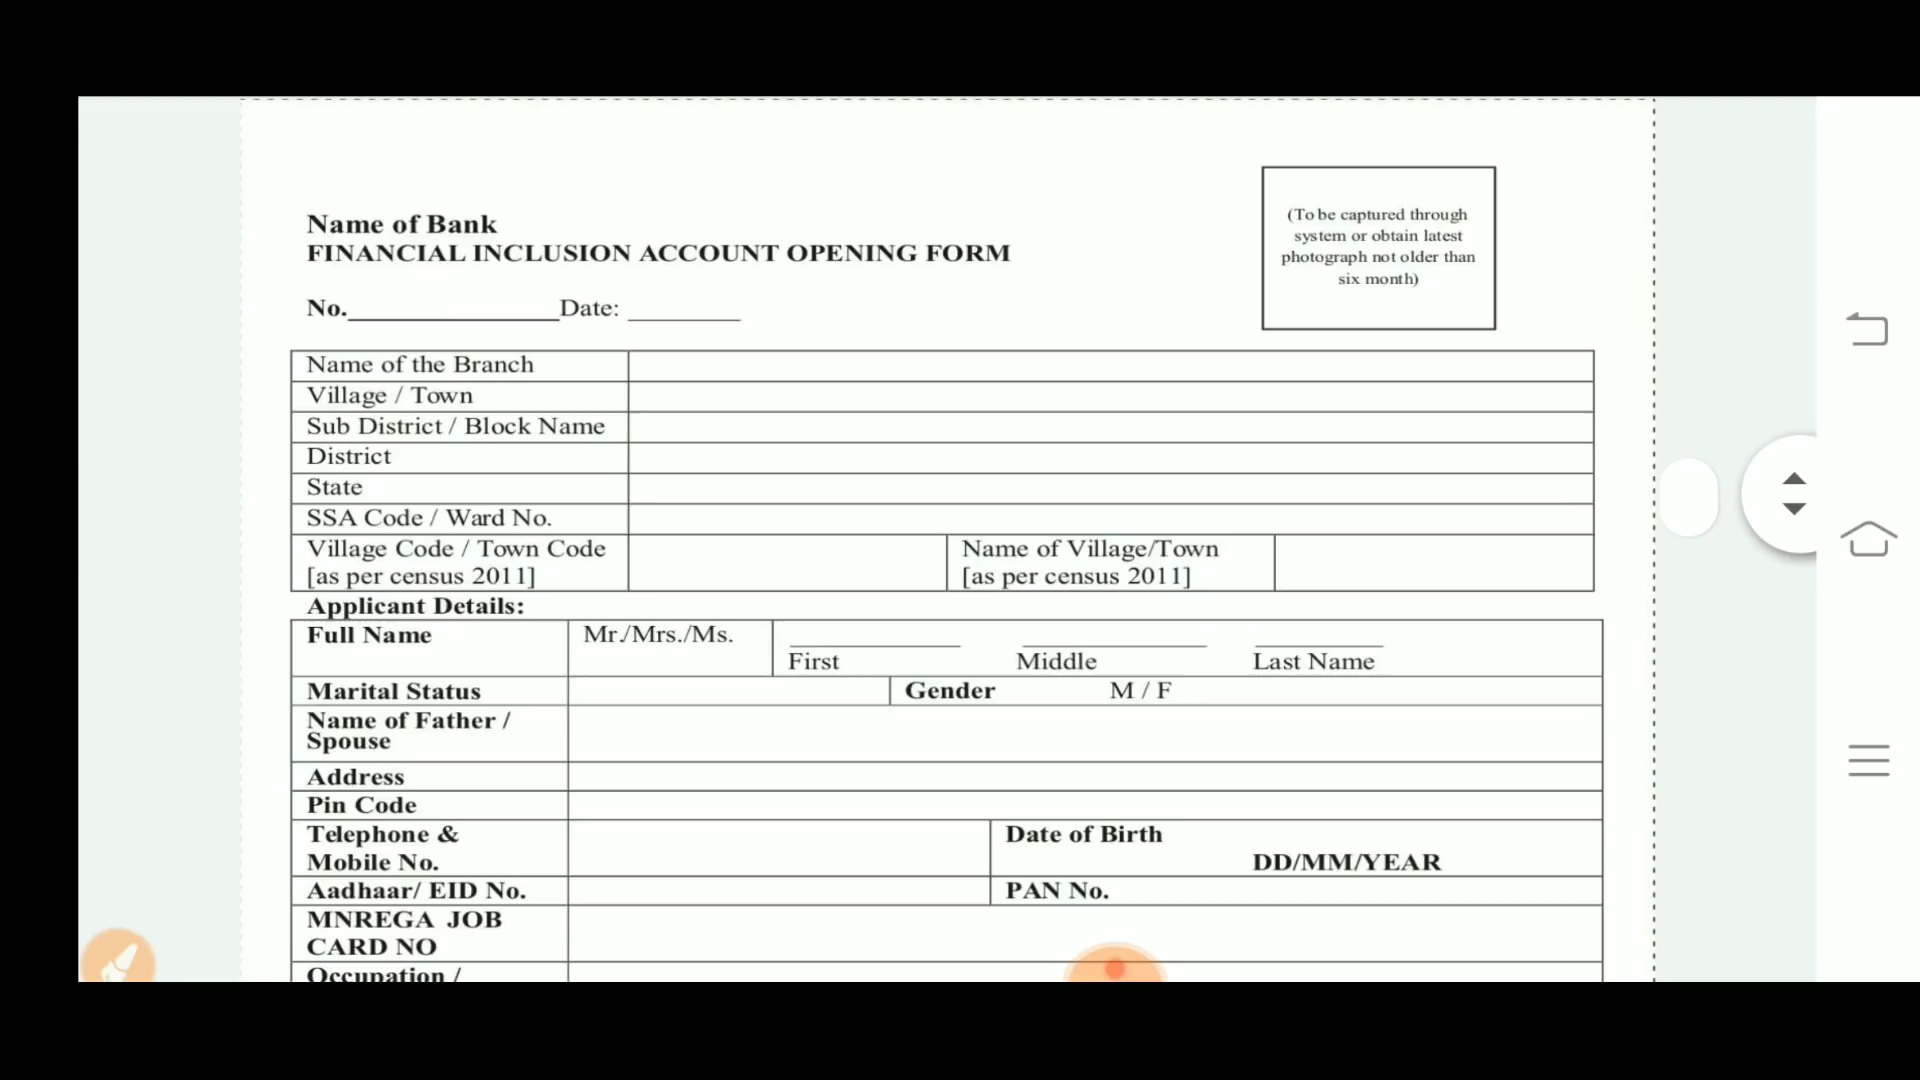 (To be captured through
system or obtain latest
photograph not older than
six month)
Name of Bank
FINANCIAL INCLUSION ACCOUNT OPENING FORM
No.______________Date: ________
Name of the Branch
Village / Town
Sub District / Block Name
District
State
SSA Code / Ward No.
Village Code / Town Code
[as per census 2011]
Name of Village/Town
[as per census 2011]
Applicant Details:
Full Name
Mr./Mrs./Ms.
First Middle Last Name
Marital Status
Gender M / F
Name of Father /
Spouse
Address
Pin Code
Telephone &
Mobile No.
Date of Birth
DD/MM/YEAR
Aadhaar/ EID No.
PAN No.
MNREGA JOB
CARD NO
Occupation /